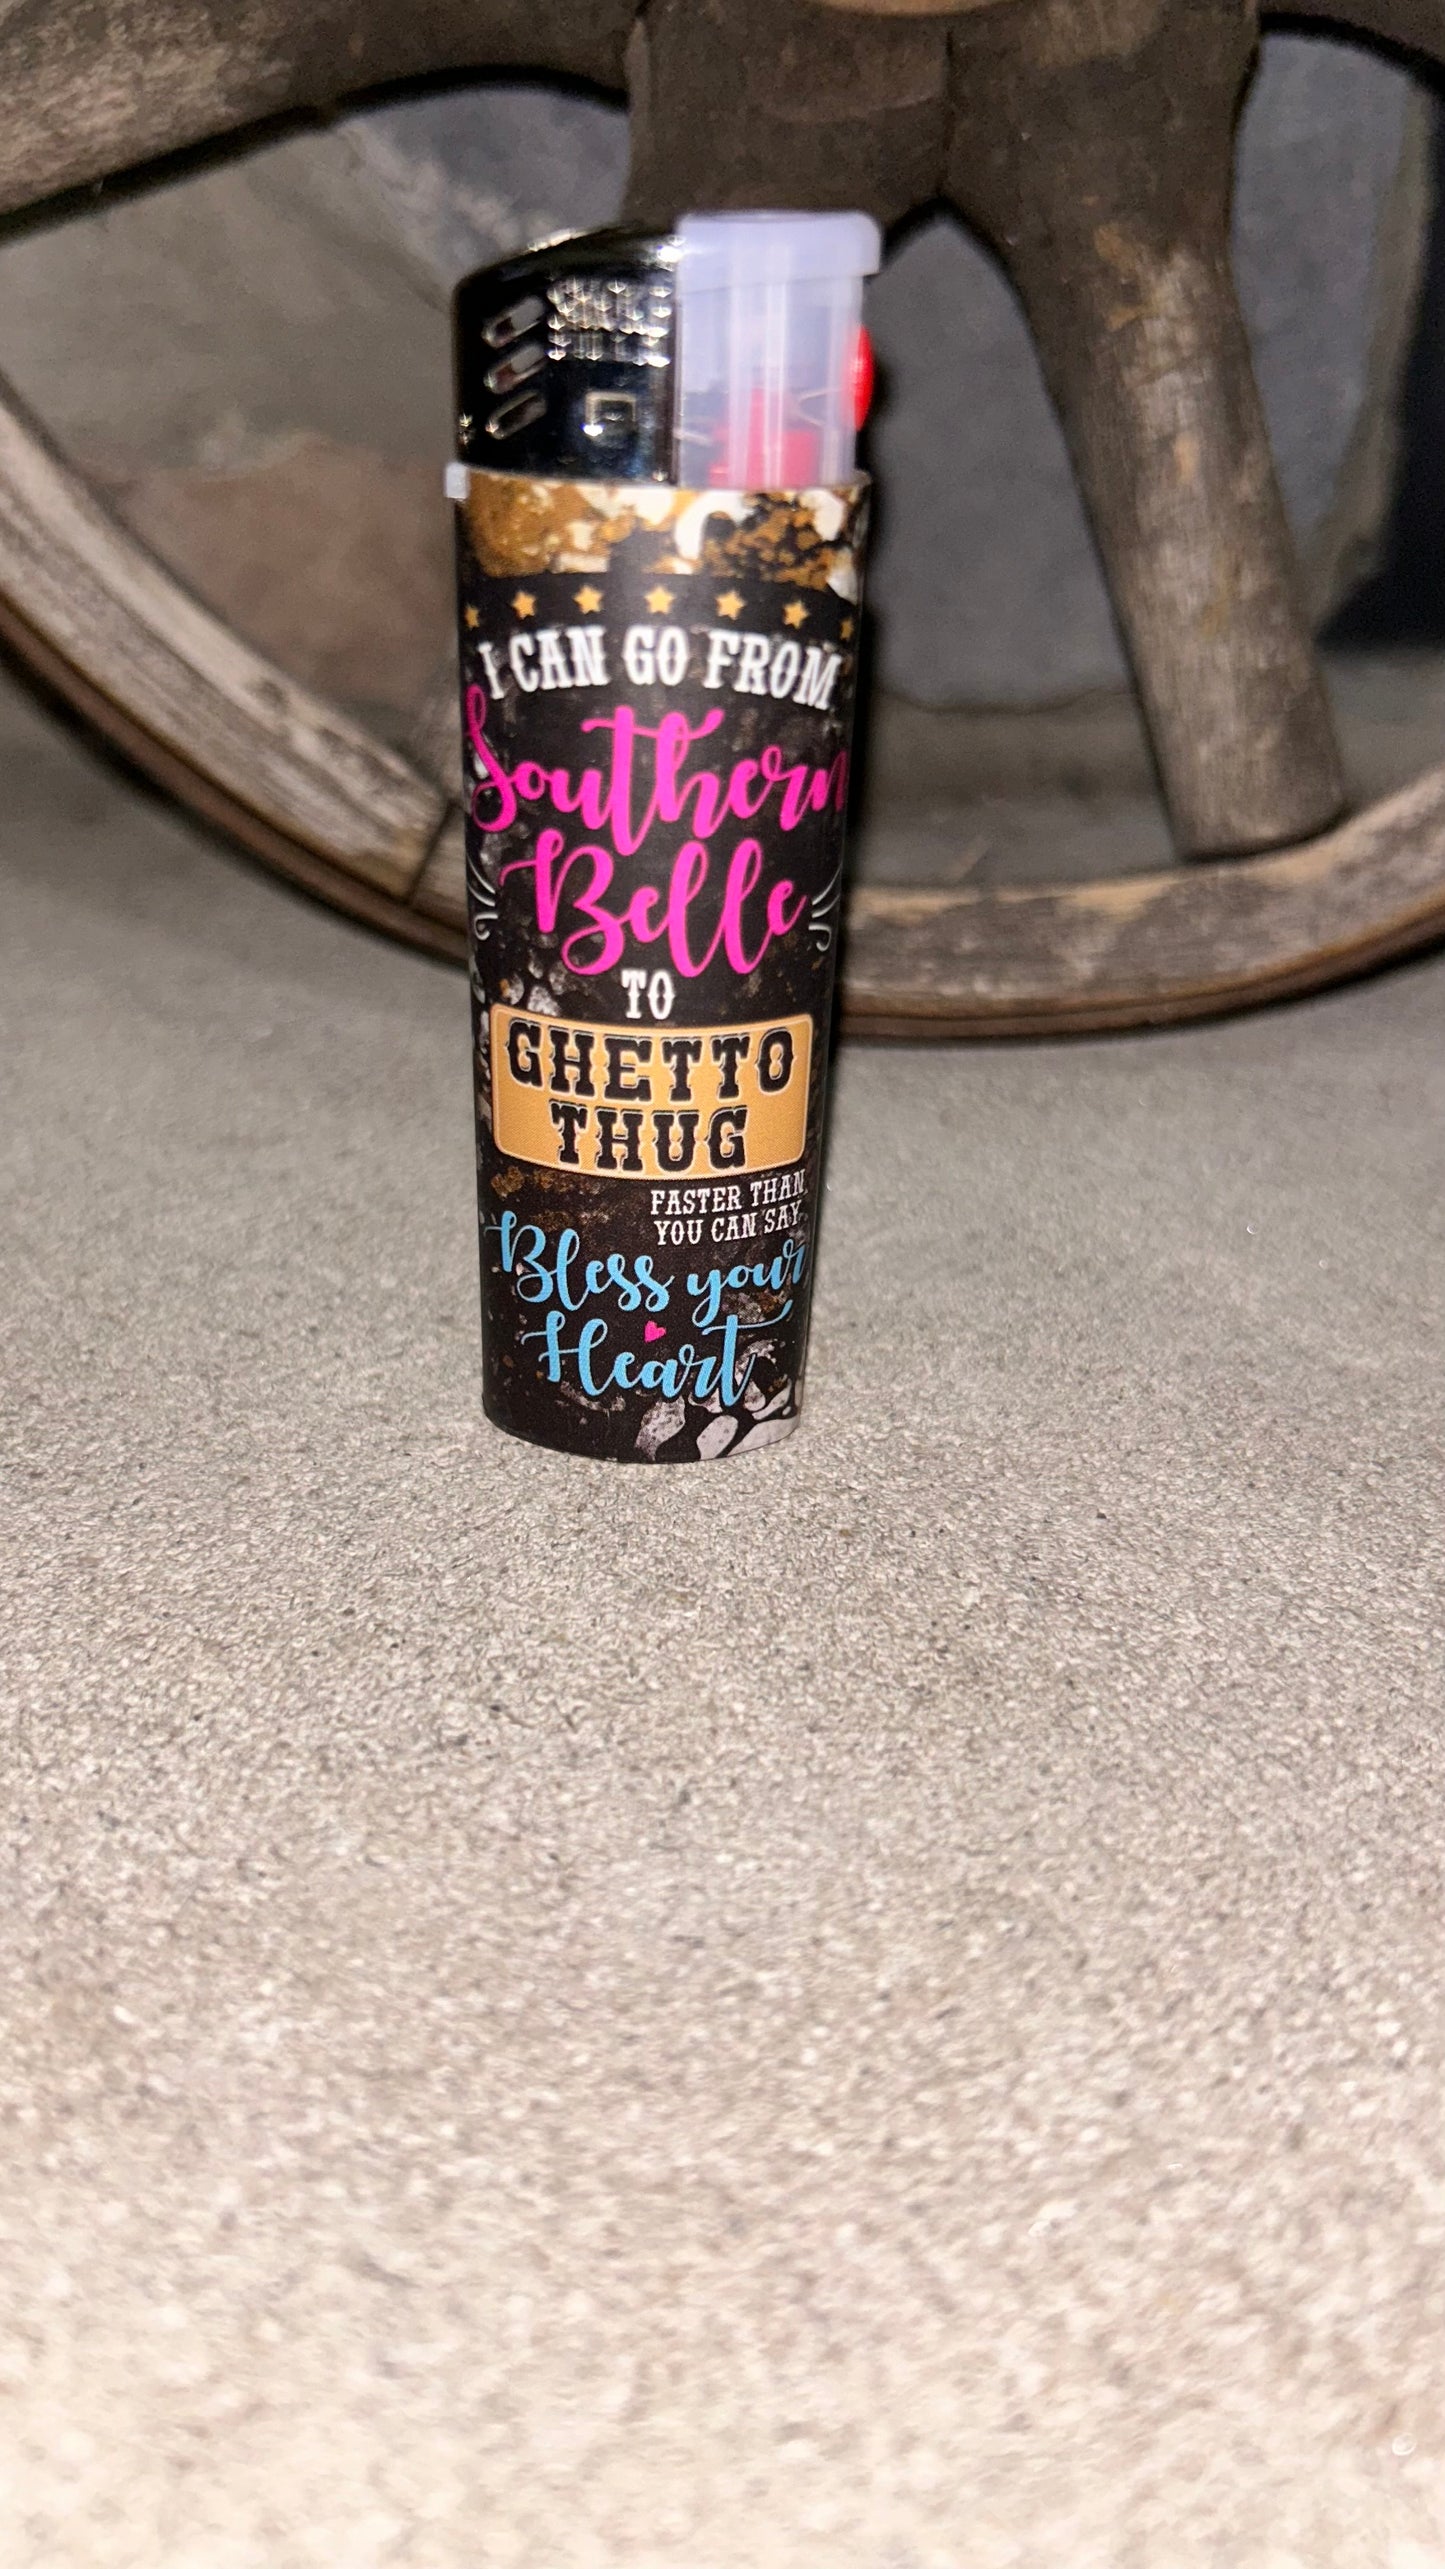 I CAN GO FROM
Southern
Belle
TO
GHETTO
THUG
FASTER THAN
YOU CAN SAY
Bless your
Heart